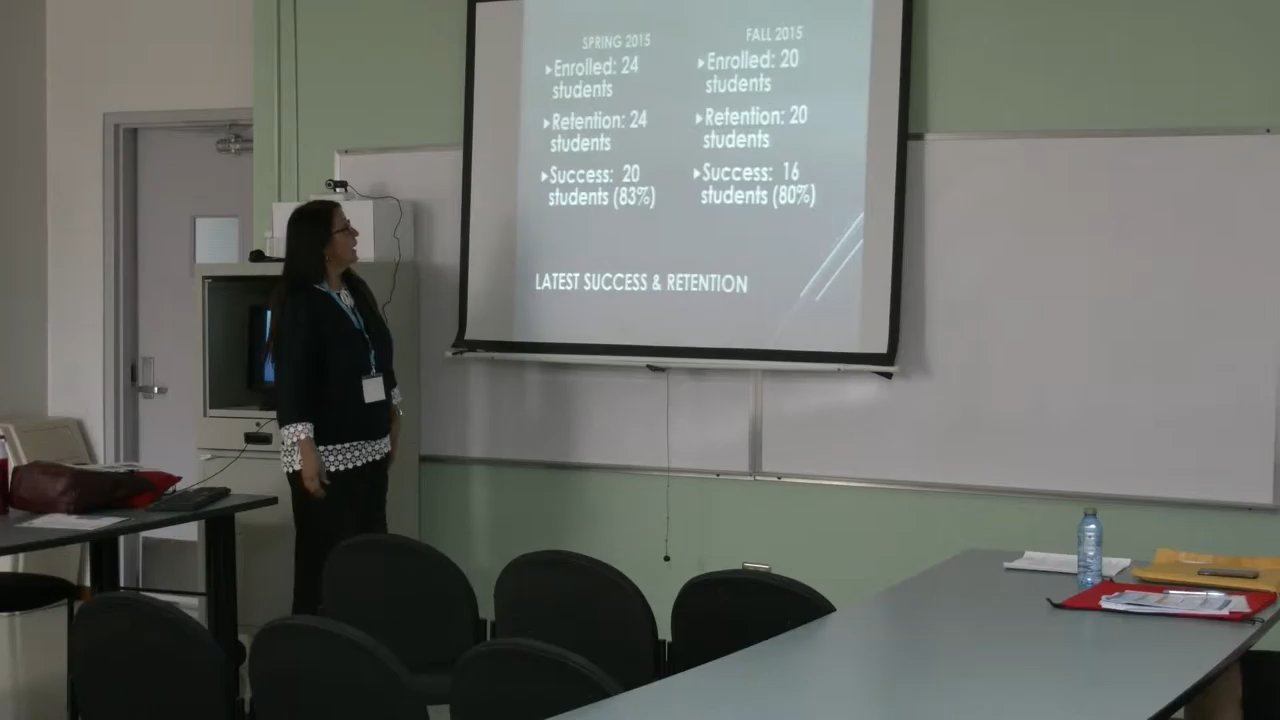 SPRING 2015
▸Enrolled: 24
students
▸Retention: 24
students
▸Success: 20
students (83%)
FALL 2015
▸Enrolled: 20
students
▸Retention: 20
students
▸Success: 16
students (80%)
LATEST SUCCESS & RETENTION